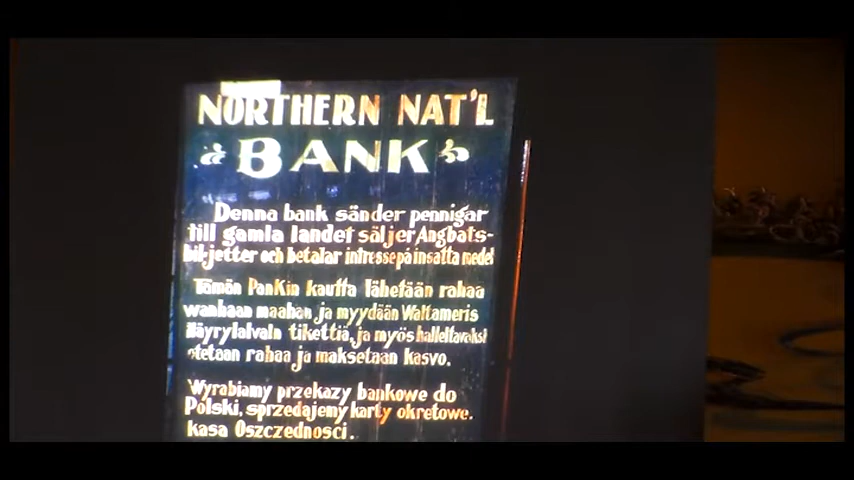 NORTHERN NAT'L
BANK
Denna bank sänder pennigar
till gamla landet säljer Angbats-
biljetter och betalar intresse på insatta medel
Tämän PanKin kautta lähetään rahaa
wanhaan maahan ja myydään Waltameris
Häyrylaivain tikettiä, ja myös halleltavaksi
otetaan rahaa ja maksetaan kasvo.
Wyrabiamy przekazy bankowe do
Polski, sprzedajemy karty okretowe.
kasa Oszczednosci.